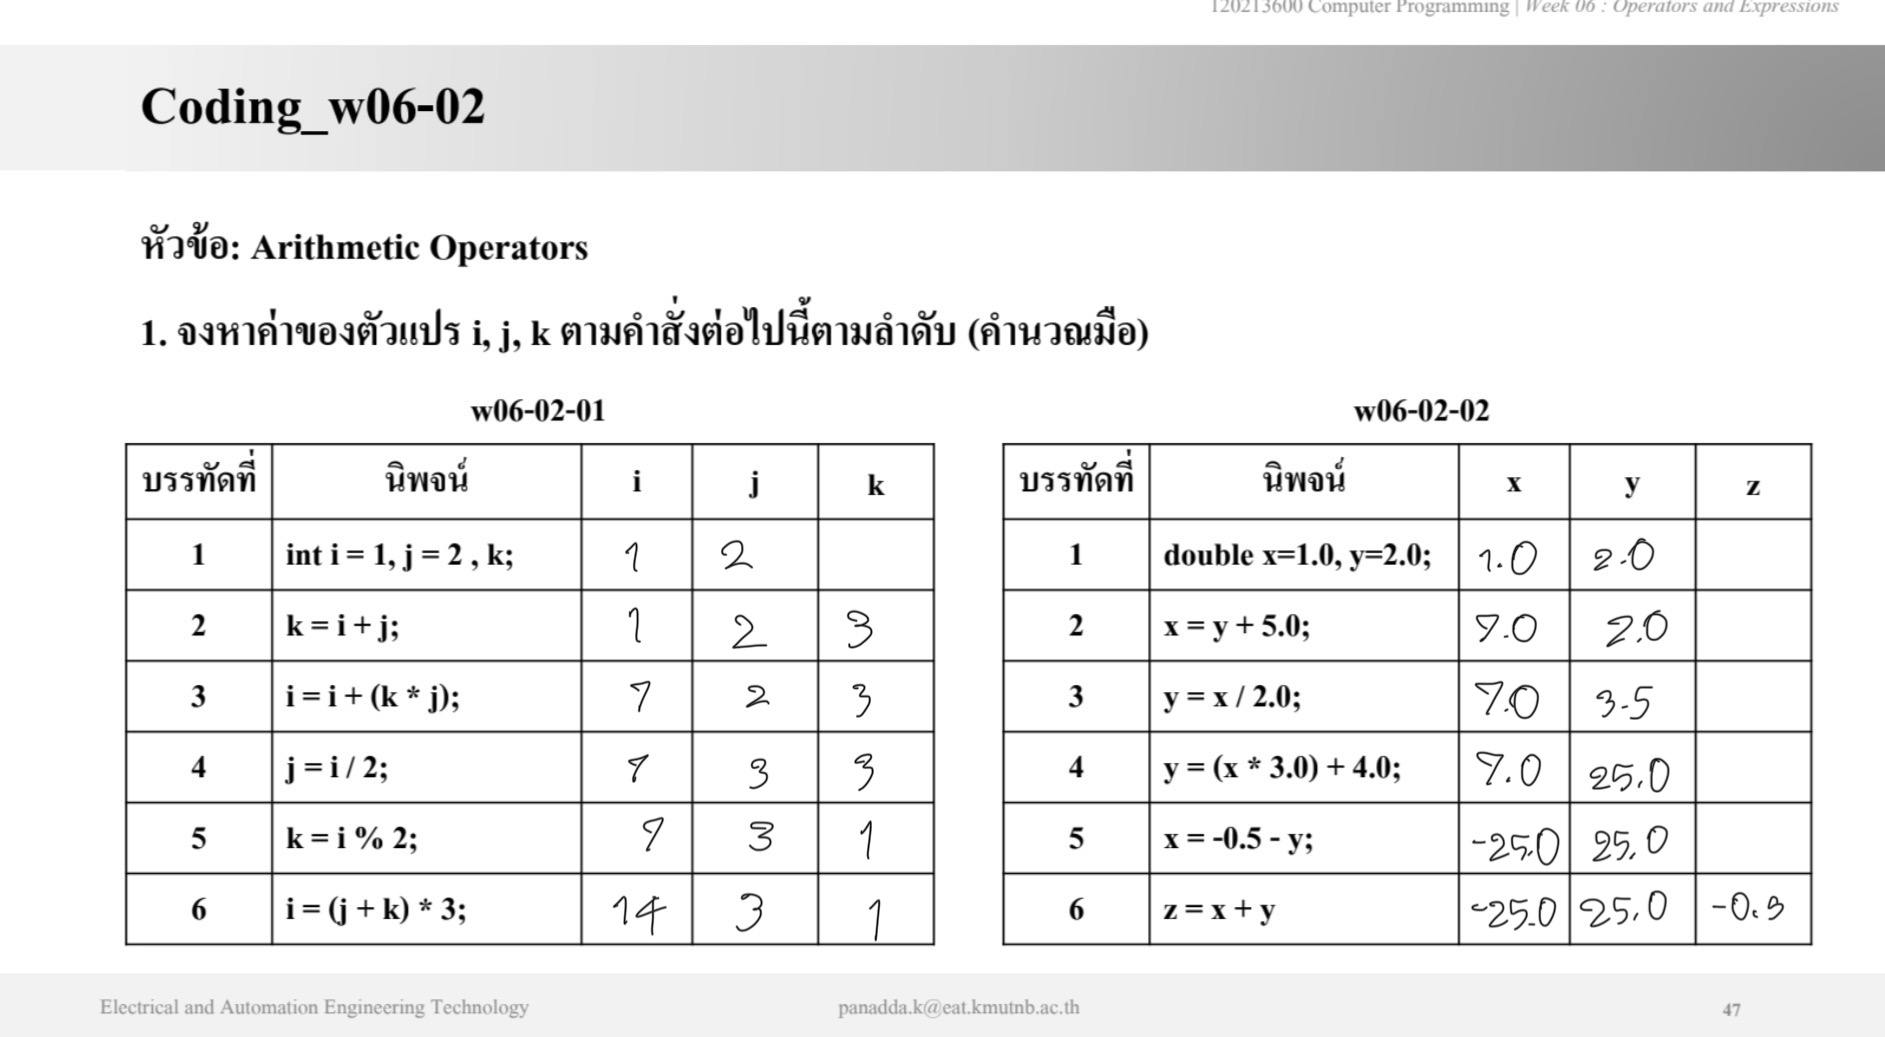 120213600 Computer Programming | Week 06 : Operators and Expressions
Coding_w06-02
หัวข้อ: Arithmetic Operators
1. จงหาค่าของตัวแปร i, j, k ตามคำสั่งต่อไปนี้ตามลำดับ (คำนวณมือ)
w06-02-01
บรรทัดที่ นิพจน์ i j k
1 int i = 1, j = 2 , k; 1 2
2 k = i + j; 1 2 3
3 i = i + (k * j); 7 2 3
4 j = i / 2; 7 3 3
5 k = i % 2; 7 3 1
6 i = (j + k) * 3; 14 3 1
w06-02-02
บรรทัดที่ นิพจน์ x y z
1 double x=1.0, y=2.0; 1.0 2.0
2 x = y + 5.0; 7.0 2.0
3 y = x / 2.0; 7.0 3.5
4 y = (x * 3.0) + 4.0; 7.0 25.0
5 x = -0.5 - y; -25.0 25.0
6 z = x + y -25.0 25.0
Electrical and Automation Engineering Technology
panadda.k@eat.kmutnb.ac.th
47